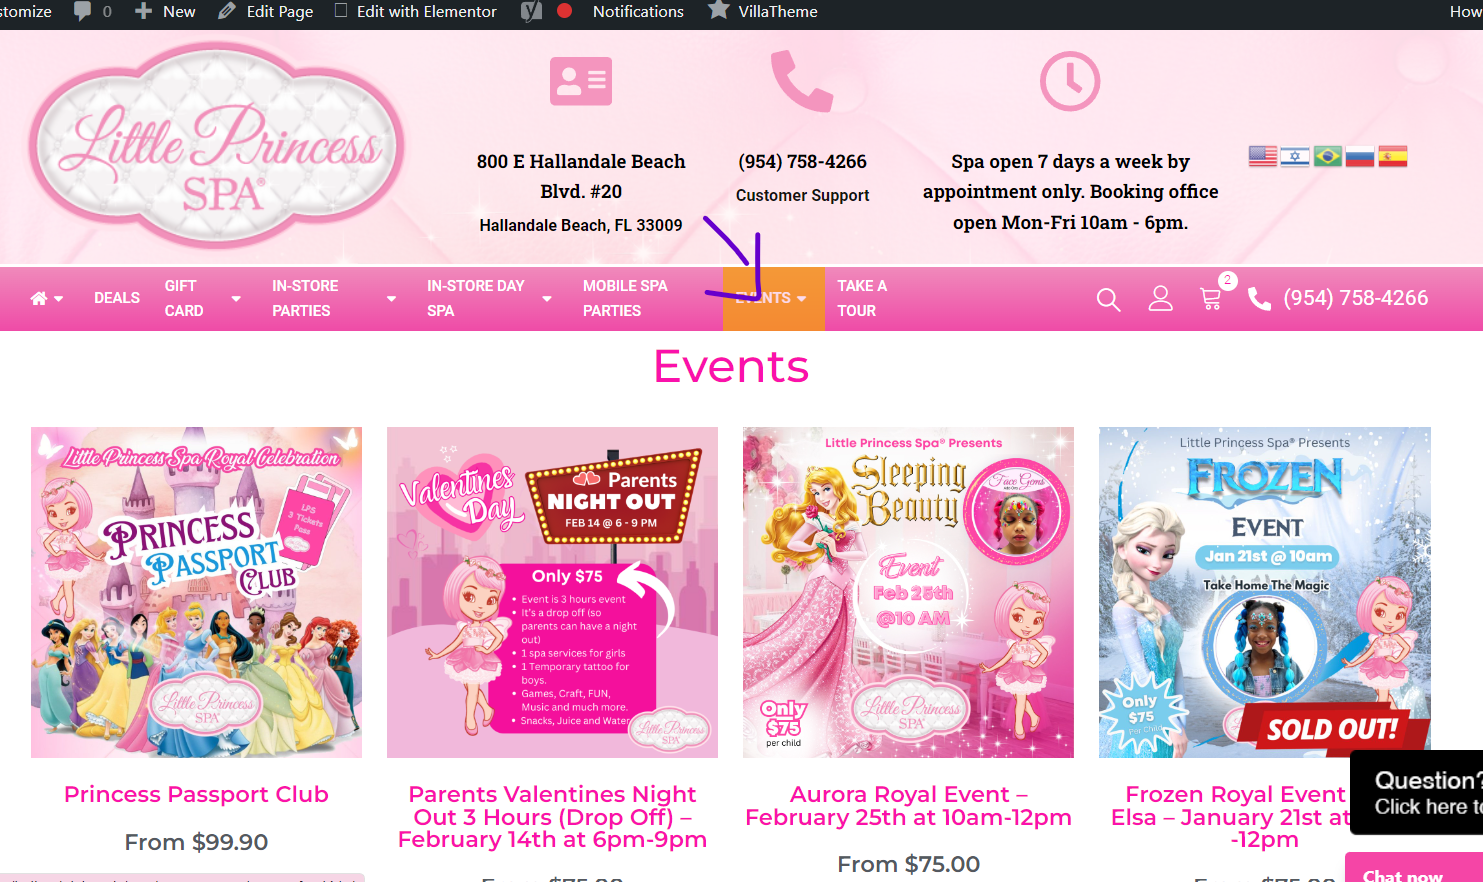 stomize 0 New Edit Page Edit with Elementor Notifications VillaTheme How
Little Princess
SPA®
800 E Hallandale Beach
Blvd. #20
Hallandale Beach, FL 33009
(954) 758-4266
Customer Support
Spa open 7 days a week by
appointment only. Booking office
open Mon-Fri 10am - 6pm.
DEALS
GIFT
CARD
IN-STORE
PARTIES
IN-STORE DAY
SPA
MOBILE SPA
PARTIES
EVENTS
TAKE A
TOUR
2
(954) 758-4266
Events
Little Princess Spa Royal Celebration
LPS
3 Tickets
Pass
PRINCESS
PASSPORT
CLUB
Little Princess
SPA
Valentines
Day
Parents
NIGHT OUT
FEB 14 @ 6 - 9 PM
Only $75
• Event is 3 hours event
• It's a drop off (so
parents can have a night
out)
• 1 spa services for girls
• 1 Temporary tattoo for
boys.
• Games, Craft, FUN,
Music and much more.
• Snacks, Juice and Water
Little Princess
SPA
Little Princess Spa® Presents
Sleeping
Beauty
Face Gems
Event
Feb 25th
@10 AM
Only
$75
per child
Little Princess
SPA
Little Princess Spa® Presents
FROZEN
EVENT
Jan 21st @ 10am
Take Home The Magic
Only
$75
Per Child
SOLD OUT!
Princess Passport Club
From $99.90
Parents Valentines Night
Out 3 Hours (Drop Off) –
February 14th at 6pm-9pm
From $75.00
Aurora Royal Event –
February 25th at 10am-12pm
From $75.00
Frozen Royal Event
Elsa – January 21st at
-12pm
From $75.00
Question?
Click here to
Chat now